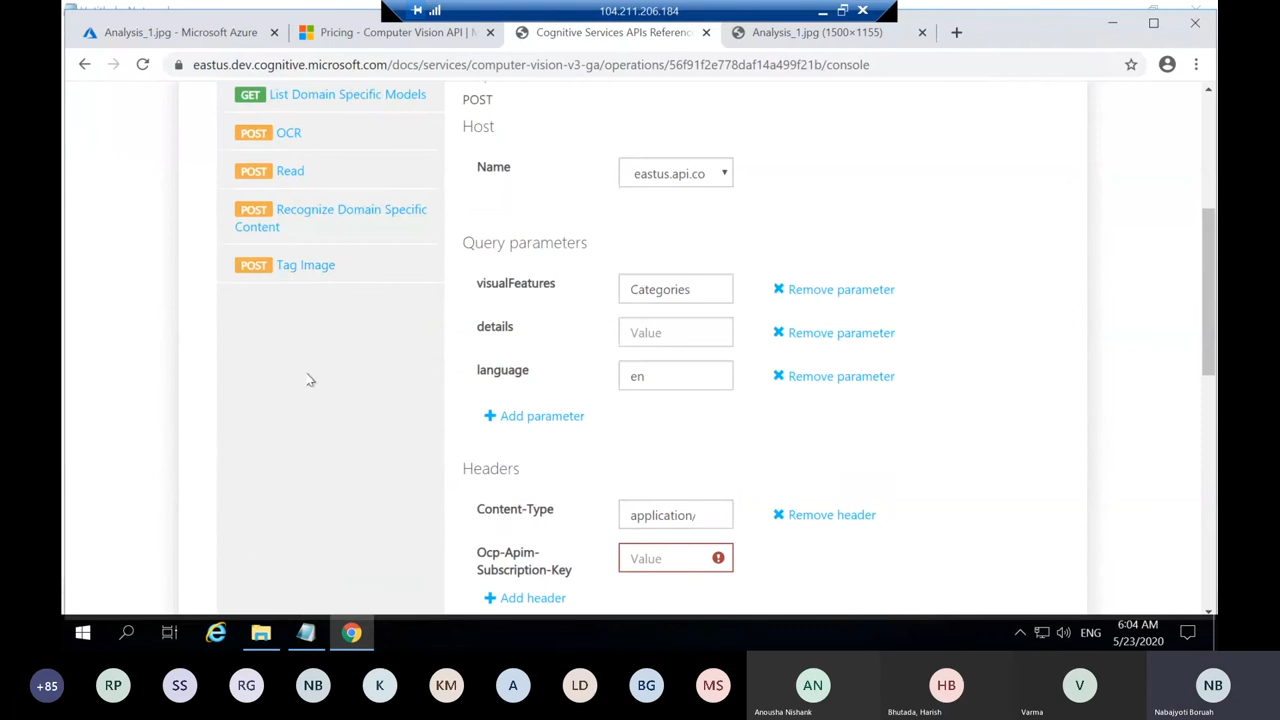 104.211.206.184
Analysis_1.jpg - Microsoft Azure
Pricing - Computer Vision API | M
Cognitive Services APIs Referenc
Analysis_1.jpg (1500×1155)
eastus.dev.cognitive.microsoft.com/docs/services/computer-vision-v3-ga/operations/56f91f2e778daf14a499f21b/console
GET List Domain Specific Models
POST OCR
POST Read
POST Recognize Domain Specific
Content
POST Tag Image
POST
Host
Name
eastus.api.co
Query parameters
visualFeatures
Categories
Remove parameter
details
Value
Remove parameter
language
en
Remove parameter
Add parameter
Headers
Content-Type
application/
Remove header
Ocp-Apim-
Subscription-Key
Value
Add header
ENG
6:04 AM
5/23/2020
+85
RP
SS
RG
NB
K
KM
A
LD
BG
MS
AN
HB
V
NB
Anousha Nishank
Bhutada, Harish
Varma
Nabajyoti Boruah